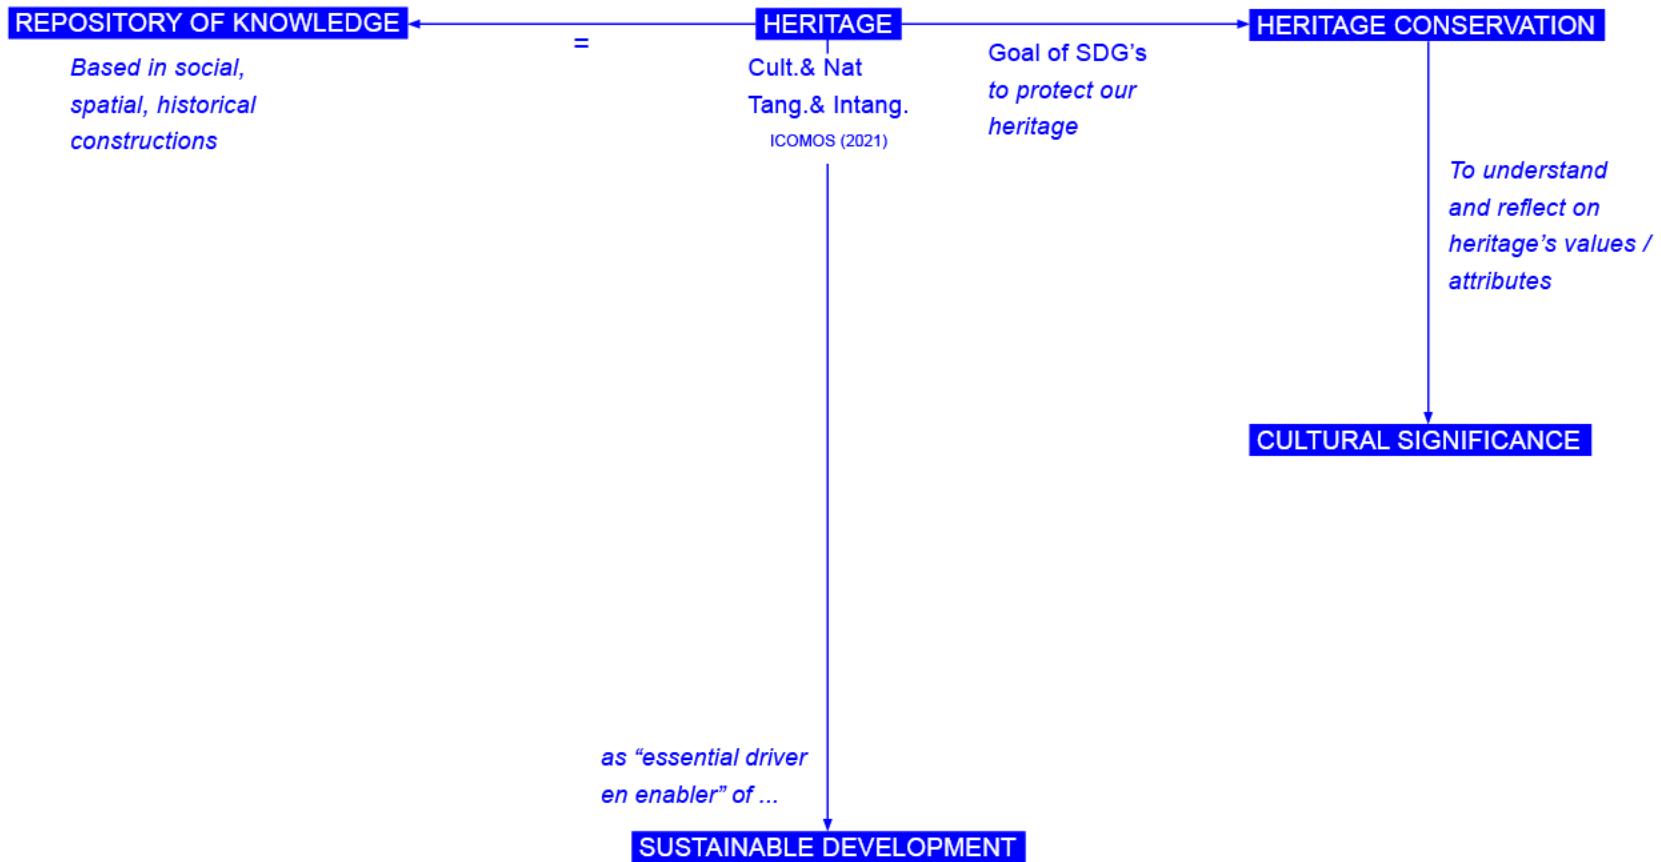 REPOSITORY OF KNOWLEDGE
Based in social,
spatial, historical
constructions
=
HERITAGE
Cult.& Nat
Tang.& Intang.
ICOMOS (2021)
Goal of SDG's
to protect our
heritage
HERITAGE CONSERVATION
To understand
and reflect on
heritage's values /
attributes
CULTURAL SIGNIFICANCE
as “essential driver
en enabler” of ...
SUSTAINABLE DEVELOPMENT